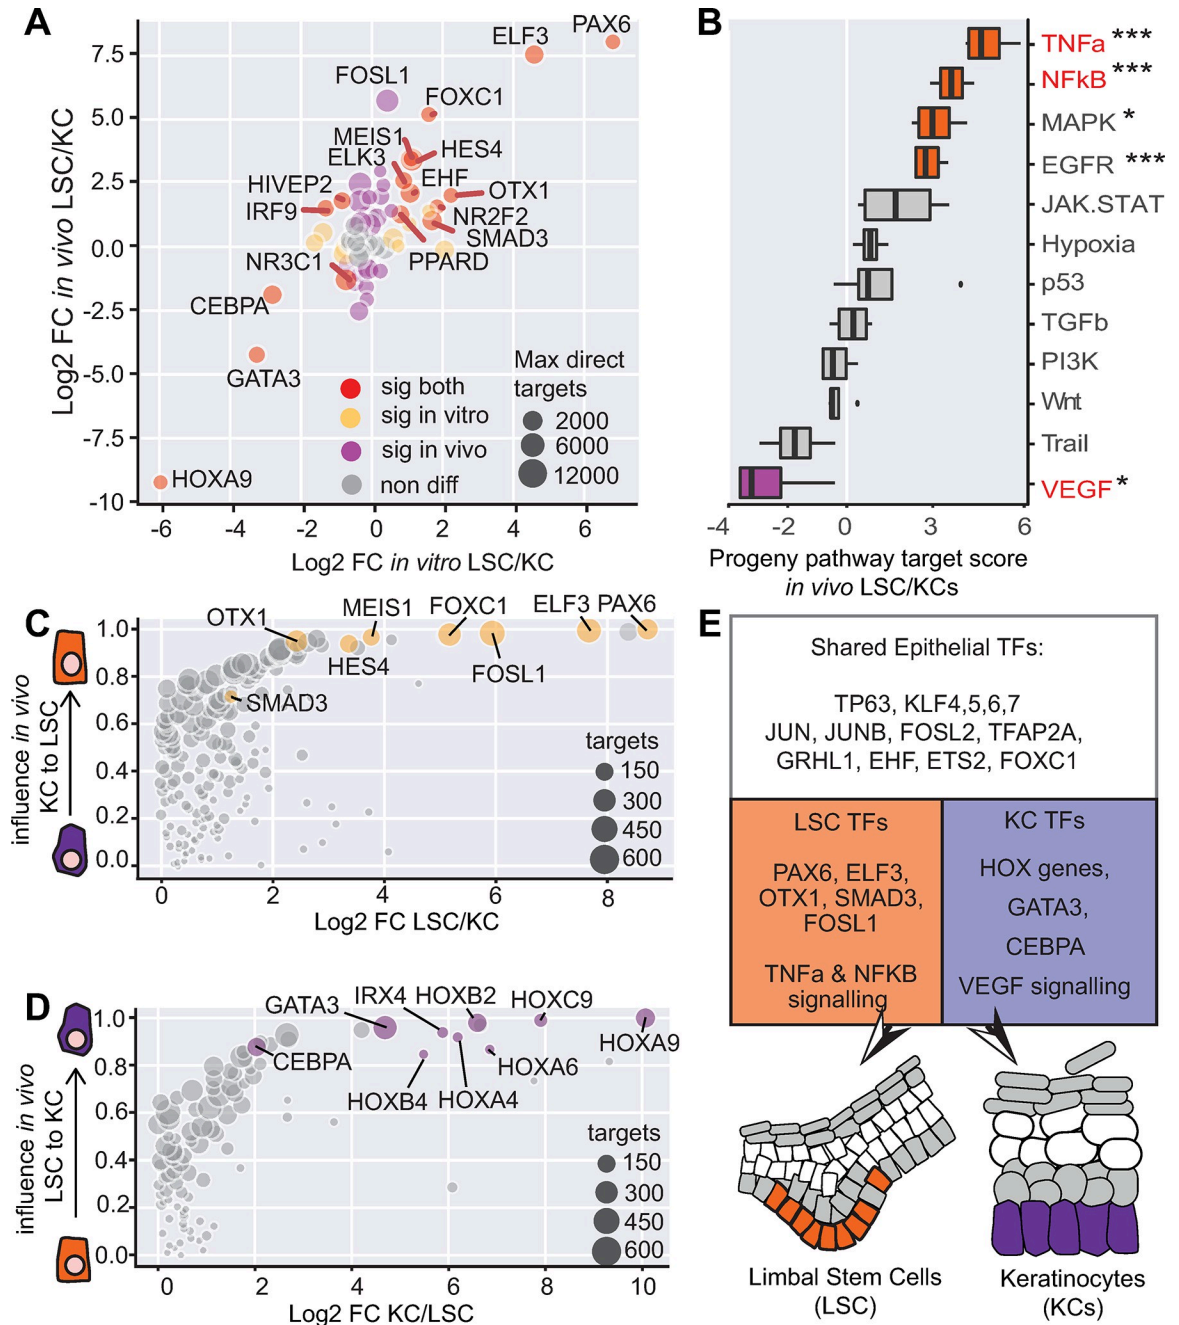 A
Log2 FC in vivo LSC/KC
7.5
5.0
2.5
0.0
-2.5
-5.0
-7.5
-10
PAX6
ELF3
FOSL1
FOXC1
MEIS1
ELK3
HES4
EHF
OTX1
HIVEP2
IRF9
NR2F2
SMAD3
PPARD
NR3C1
CEBPA
GATA3
HOXA9
sig both
sig in vitro
sig in vivo
non diff
Max direct
targets
2000
6000
12000
-6
-4
-2
0
2
4
6
Log2 FC in vitro LSC/KC
B
TNFa ***
NFkB ***
MAPK *
EGFR ***
JAK.STAT
Hypoxia
p53
TGFb
PI3K
Wnt
Trail
VEGF *
-4
-2
0
3
6
Progeny pathway target score
in vivo LSC/KCs
C
influence in vivo
KC to LSC
1.0
0.8
0.6
0.4
0.2
0.0
OTX1
MEIS1
FOXC1
ELF3
PAX6
HES4
FOSL1
SMAD3
targets
150
300
450
600
0
2
4
6
8
Log2 FC LSC/KC
D
influence in vivo
LSC to KC
1.0
0.8
0.6
0.4
0.2
0.0
GATA3
IRX4
HOXB2
HOXC9
HOXA9
CEBPA
HOXA6
HOXB4
HOXA4
targets
150
300
450
600
0
2
4
6
8
10
Log2 FC KC/LSC
E
Shared Epithelial TFs:
TP63, KLF4,5,6,7
JUN, JUNB, FOSL2, TFAP2A,
GRHL1, EHF, ETS2, FOXC1
LSC TFs
PAX6, ELF3,
OTX1, SMAD3,
FOSL1
TNFa & NFKB
signalling
KC TFs
HOX genes,
GATA3,
CEBPA
VEGF signalling
Limbal Stem Cells
(LSC)
Keratinocytes
(KCs)